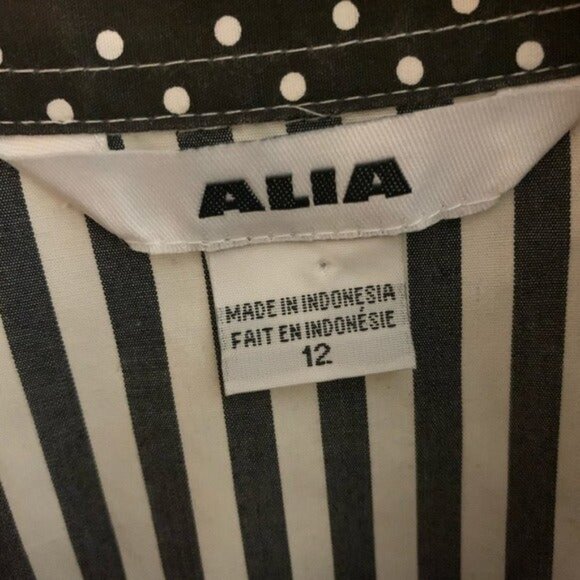 ALIA
MADE IN INDONESIA
FAIT EN INDONÉSIE
12